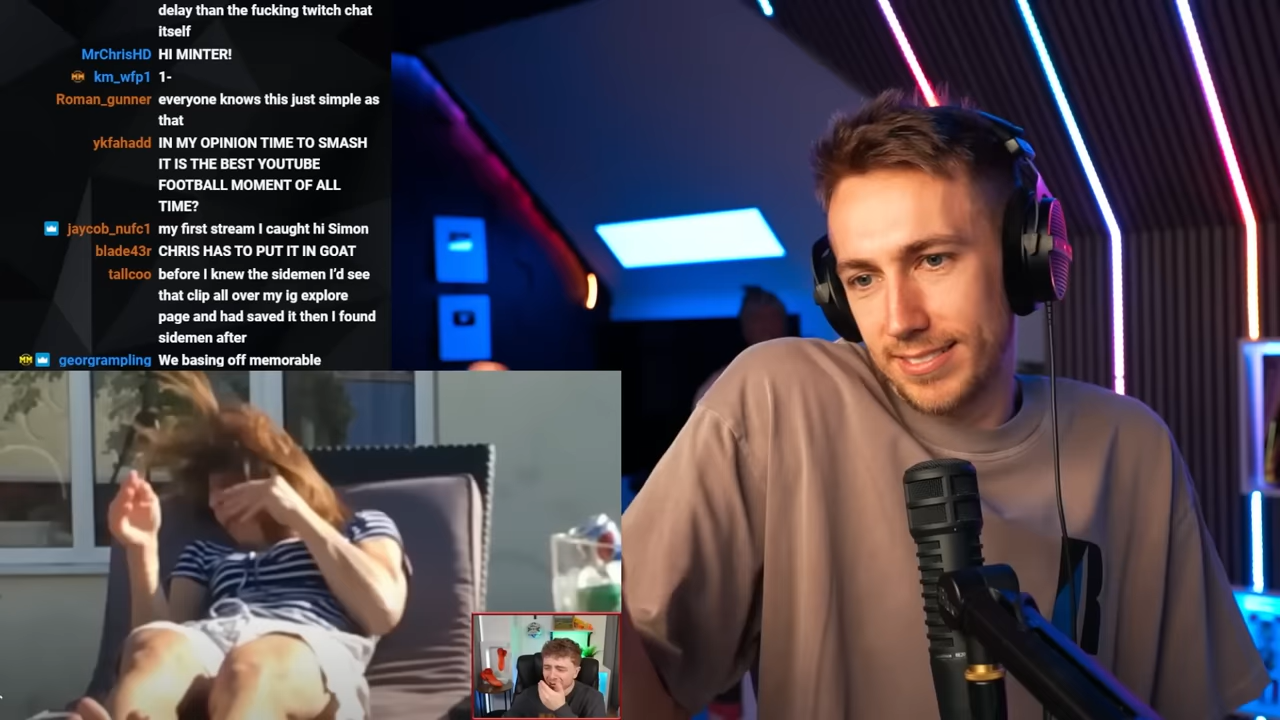 delay than the fucking twitch chat
itself
MrChrisHD HI MINTER!
km_wfp1 1-
Roman_gunner everyone knows this just simple as
that
ykfahadd IN MY OPINION TIME TO SMASH
IT IS THE BEST YOUTUBE
FOOTBALL MOMENT OF ALL
TIME?
jaycob_nufc1 my first stream I caught hi Simon
blade43r CHRIS HAS TO PUT IT IN GOAT
tallcoo before I knew the sidemen I'd see
that clip all over my ig explore
page and had saved it then I found
sidemen after
georgrampling We basing off memorable